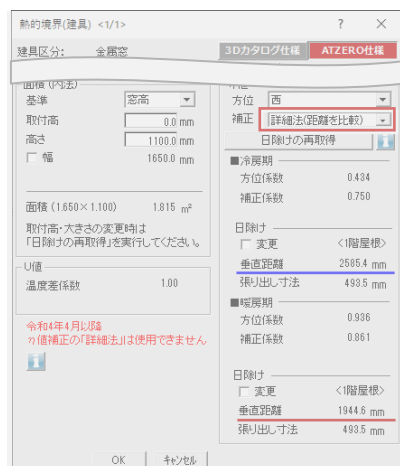 熱的境界(建具) <1/1>
?
×
建具区分: 金属窓
3Dカタログ仕様
ATZERO仕様
面積 (内法)
基準 窓高
取付高 0.0 mm
高さ 1100.0 mm
幅 1650.0 mm
面積 (1.650×1.100) 1.815 m²
取付高・大きさの変更時は
「日除けの再取得」を実行してください。
U値
温度差係数 1.00
令和4年4月以降
η値補正の「詳細法」は使用できません
i
方位 西
補正 詳細法(距離を比較)
日除けの再取得
i
■冷房期
方位係数 0.434
補正係数 0.750
日除け
変更 <1階屋根>
垂直距離 2585.4 mm
張り出し寸法 493.5 mm
■暖房期
方位係数 0.936
補正係数 0.861
日除け
変更 <1階屋根>
垂直距離 1944.6 mm
張り出し寸法 493.5 mm
OK
キャンセル